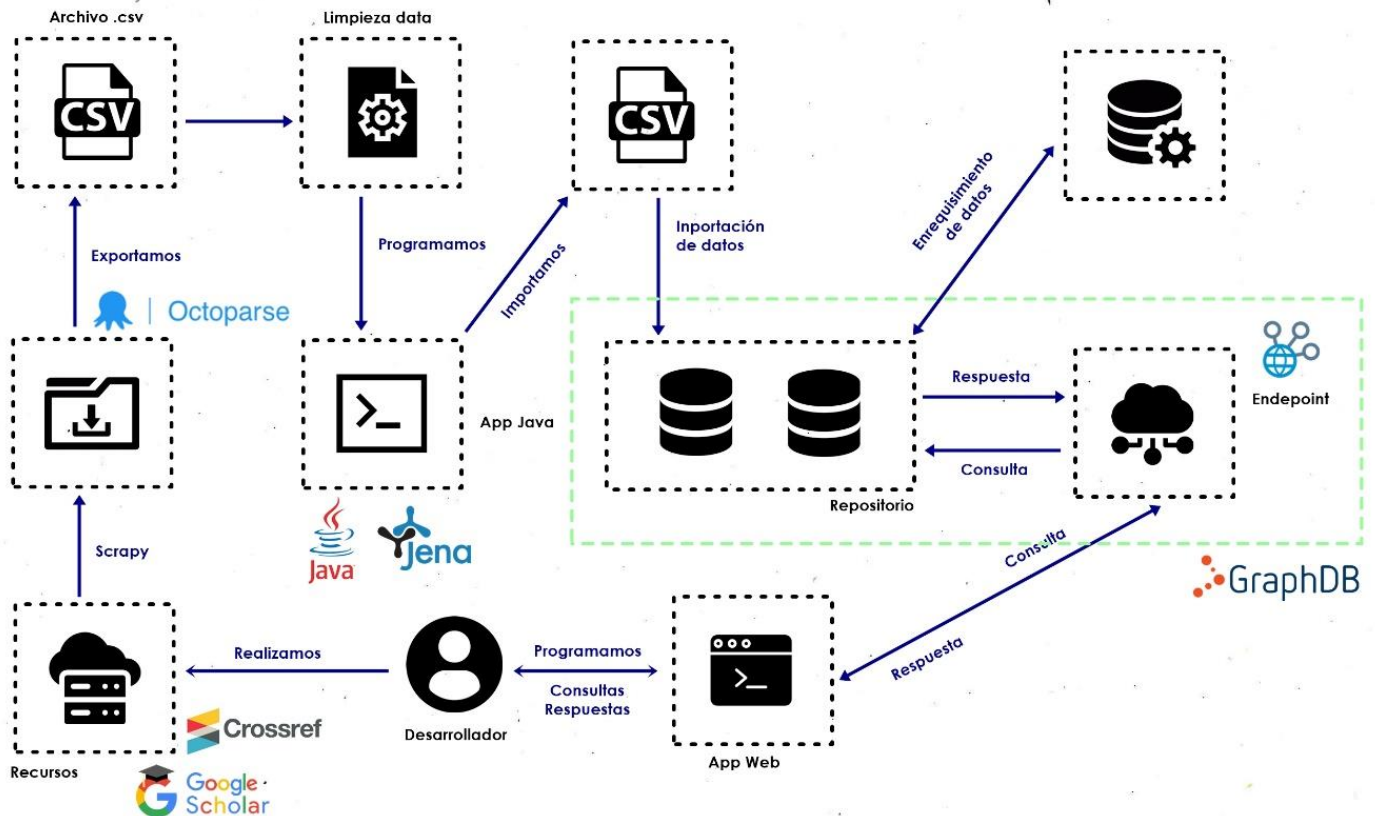 Archivo .csv
Limpieza data
CSV
CSV
Exportamos
Programamos
Importamos
Inportación
de datos
Enrequisimiento
de datos
Octoparse
App Java
Respuesta
Consulta
Endepoint
Repositorio
Java
Jena
Scrapy
Consulta
Respuesta
GraphDB
Realizamos
Programamos
Consultas
Respuestas
Crossref
Desarrollador
App Web
Recursos
Google
Scholar